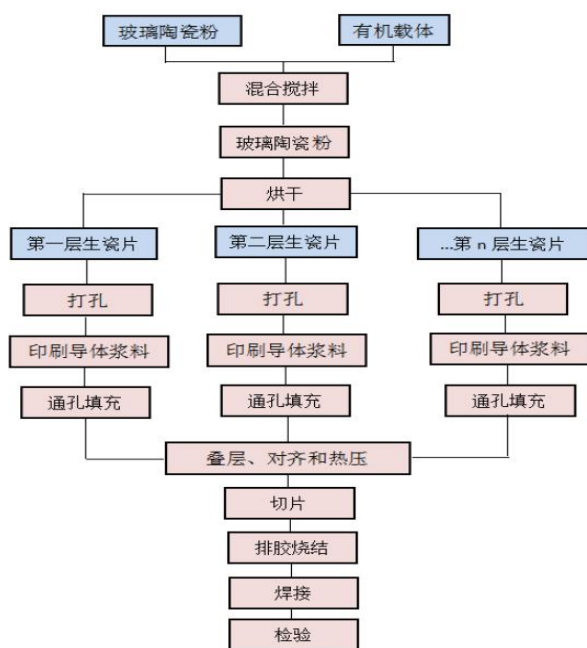 玻璃陶瓷粉
有机载体
混合搅拌
玻璃陶瓷粉
烘干
第一层生瓷片
第二层生瓷片
...第 n 层生瓷片
打孔
打孔
打孔
印刷导体浆料
印刷导体浆料
印刷导体浆料
通孔填充
通孔填充
通孔填充
叠层、对齐和热压
切片
排胶烧结
焊接
检验